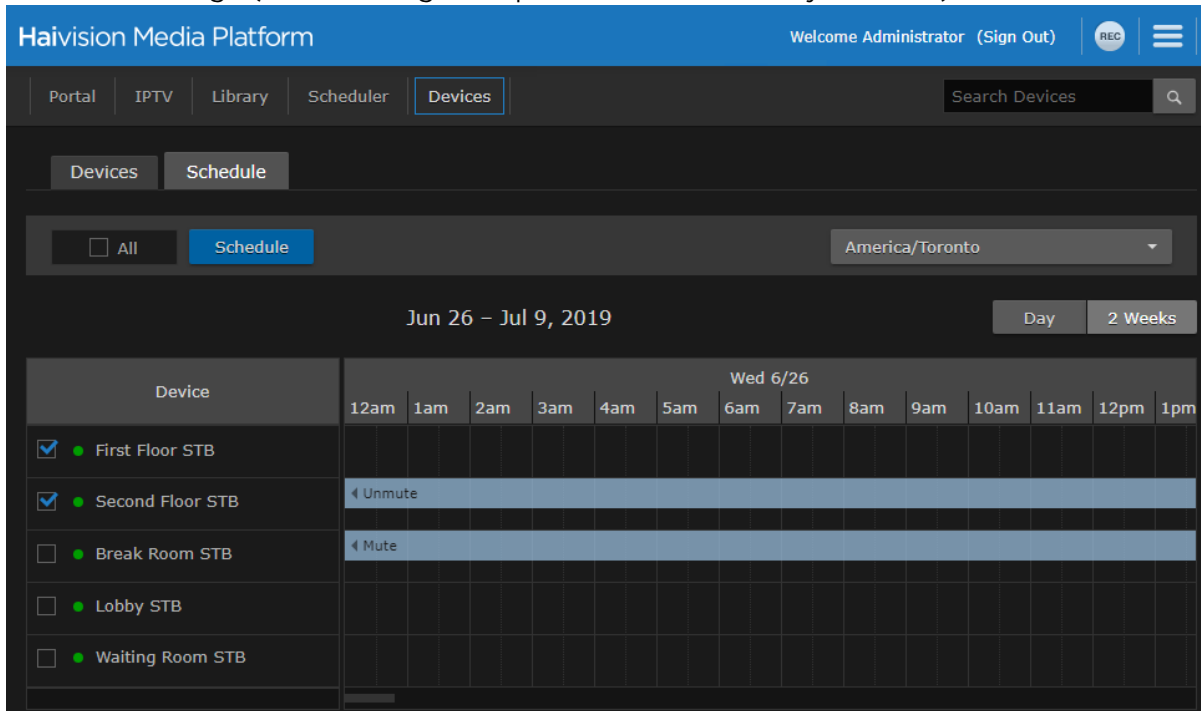 Haivision Media Platform
Welcome Administrator (Sign Out)
REC
Portal IPTV Library Scheduler Devices
Search Devices
Devices Schedule
All Schedule America/Toronto
Jun 26 – Jul 9, 2019
Day 2 Weeks
Device
Wed 6/26
12am 1am 2am 3am 4am 5am 6am 7am 8am 9am 10am 11am 12pm 1pm
First Floor STB
Second Floor STB
Unmute
Break Room STB
Mute
Lobby STB
Waiting Room STB